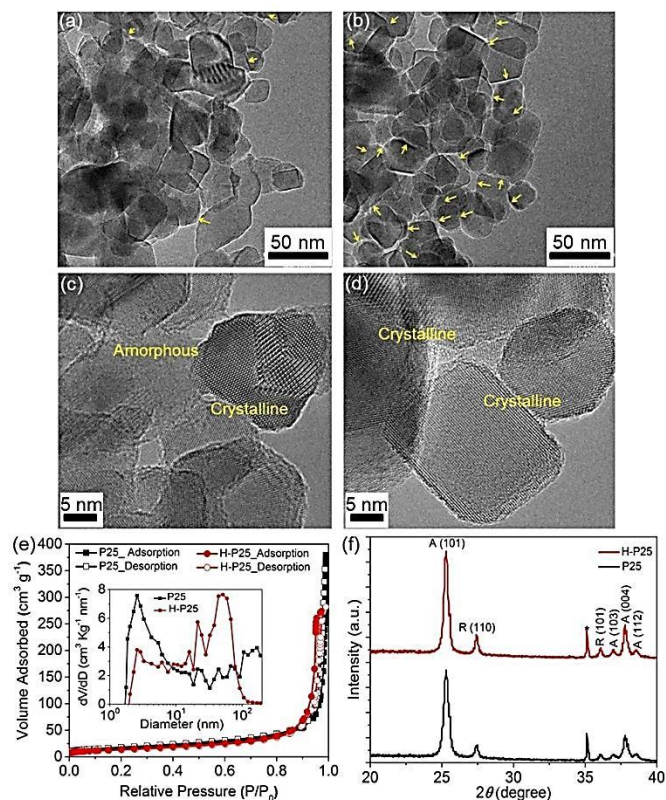 (a)
50 nm
(b)
50 nm
(c)
Amorphous
Crystalline
5 nm
(d)
Crystalline
Crystalline
5 nm
(e)
P25_ Adsorption
H-P25_Adsorption
P25_Desorption
H-P25_Desorption
Volume Adsorbed (cm³ g⁻¹)
400
350
300
250
200
150
100
50
0
0.0 0.2 0.4 0.6 0.8 1.0
Relative Pressure (P/P₀)
P25
H-P25
dV/dD (cm³ Kg⁻¹ nm⁻¹)
8
6
4
2
0
10⁰ 10¹ 10²
Diameter (nm)
(f)
H-P25
P25
A (101)
R (110)
*
R (101)
A (103)
A (004)
A (112)
Intensity (a.u.)
20 25 30 35 40
2θ (degree)